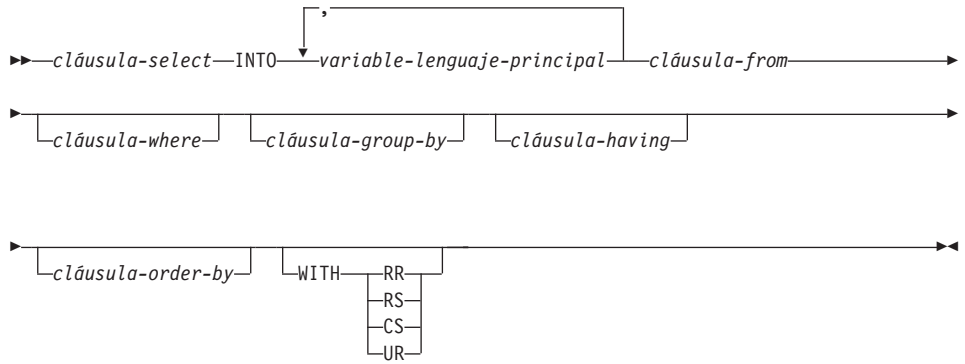 ,
cláusula-select INTO variable-lenguaje-principal cláusula-from
cláusula-where cláusula-group-by cláusula-having
cláusula-order-by WITH RR
RS
CS
UR